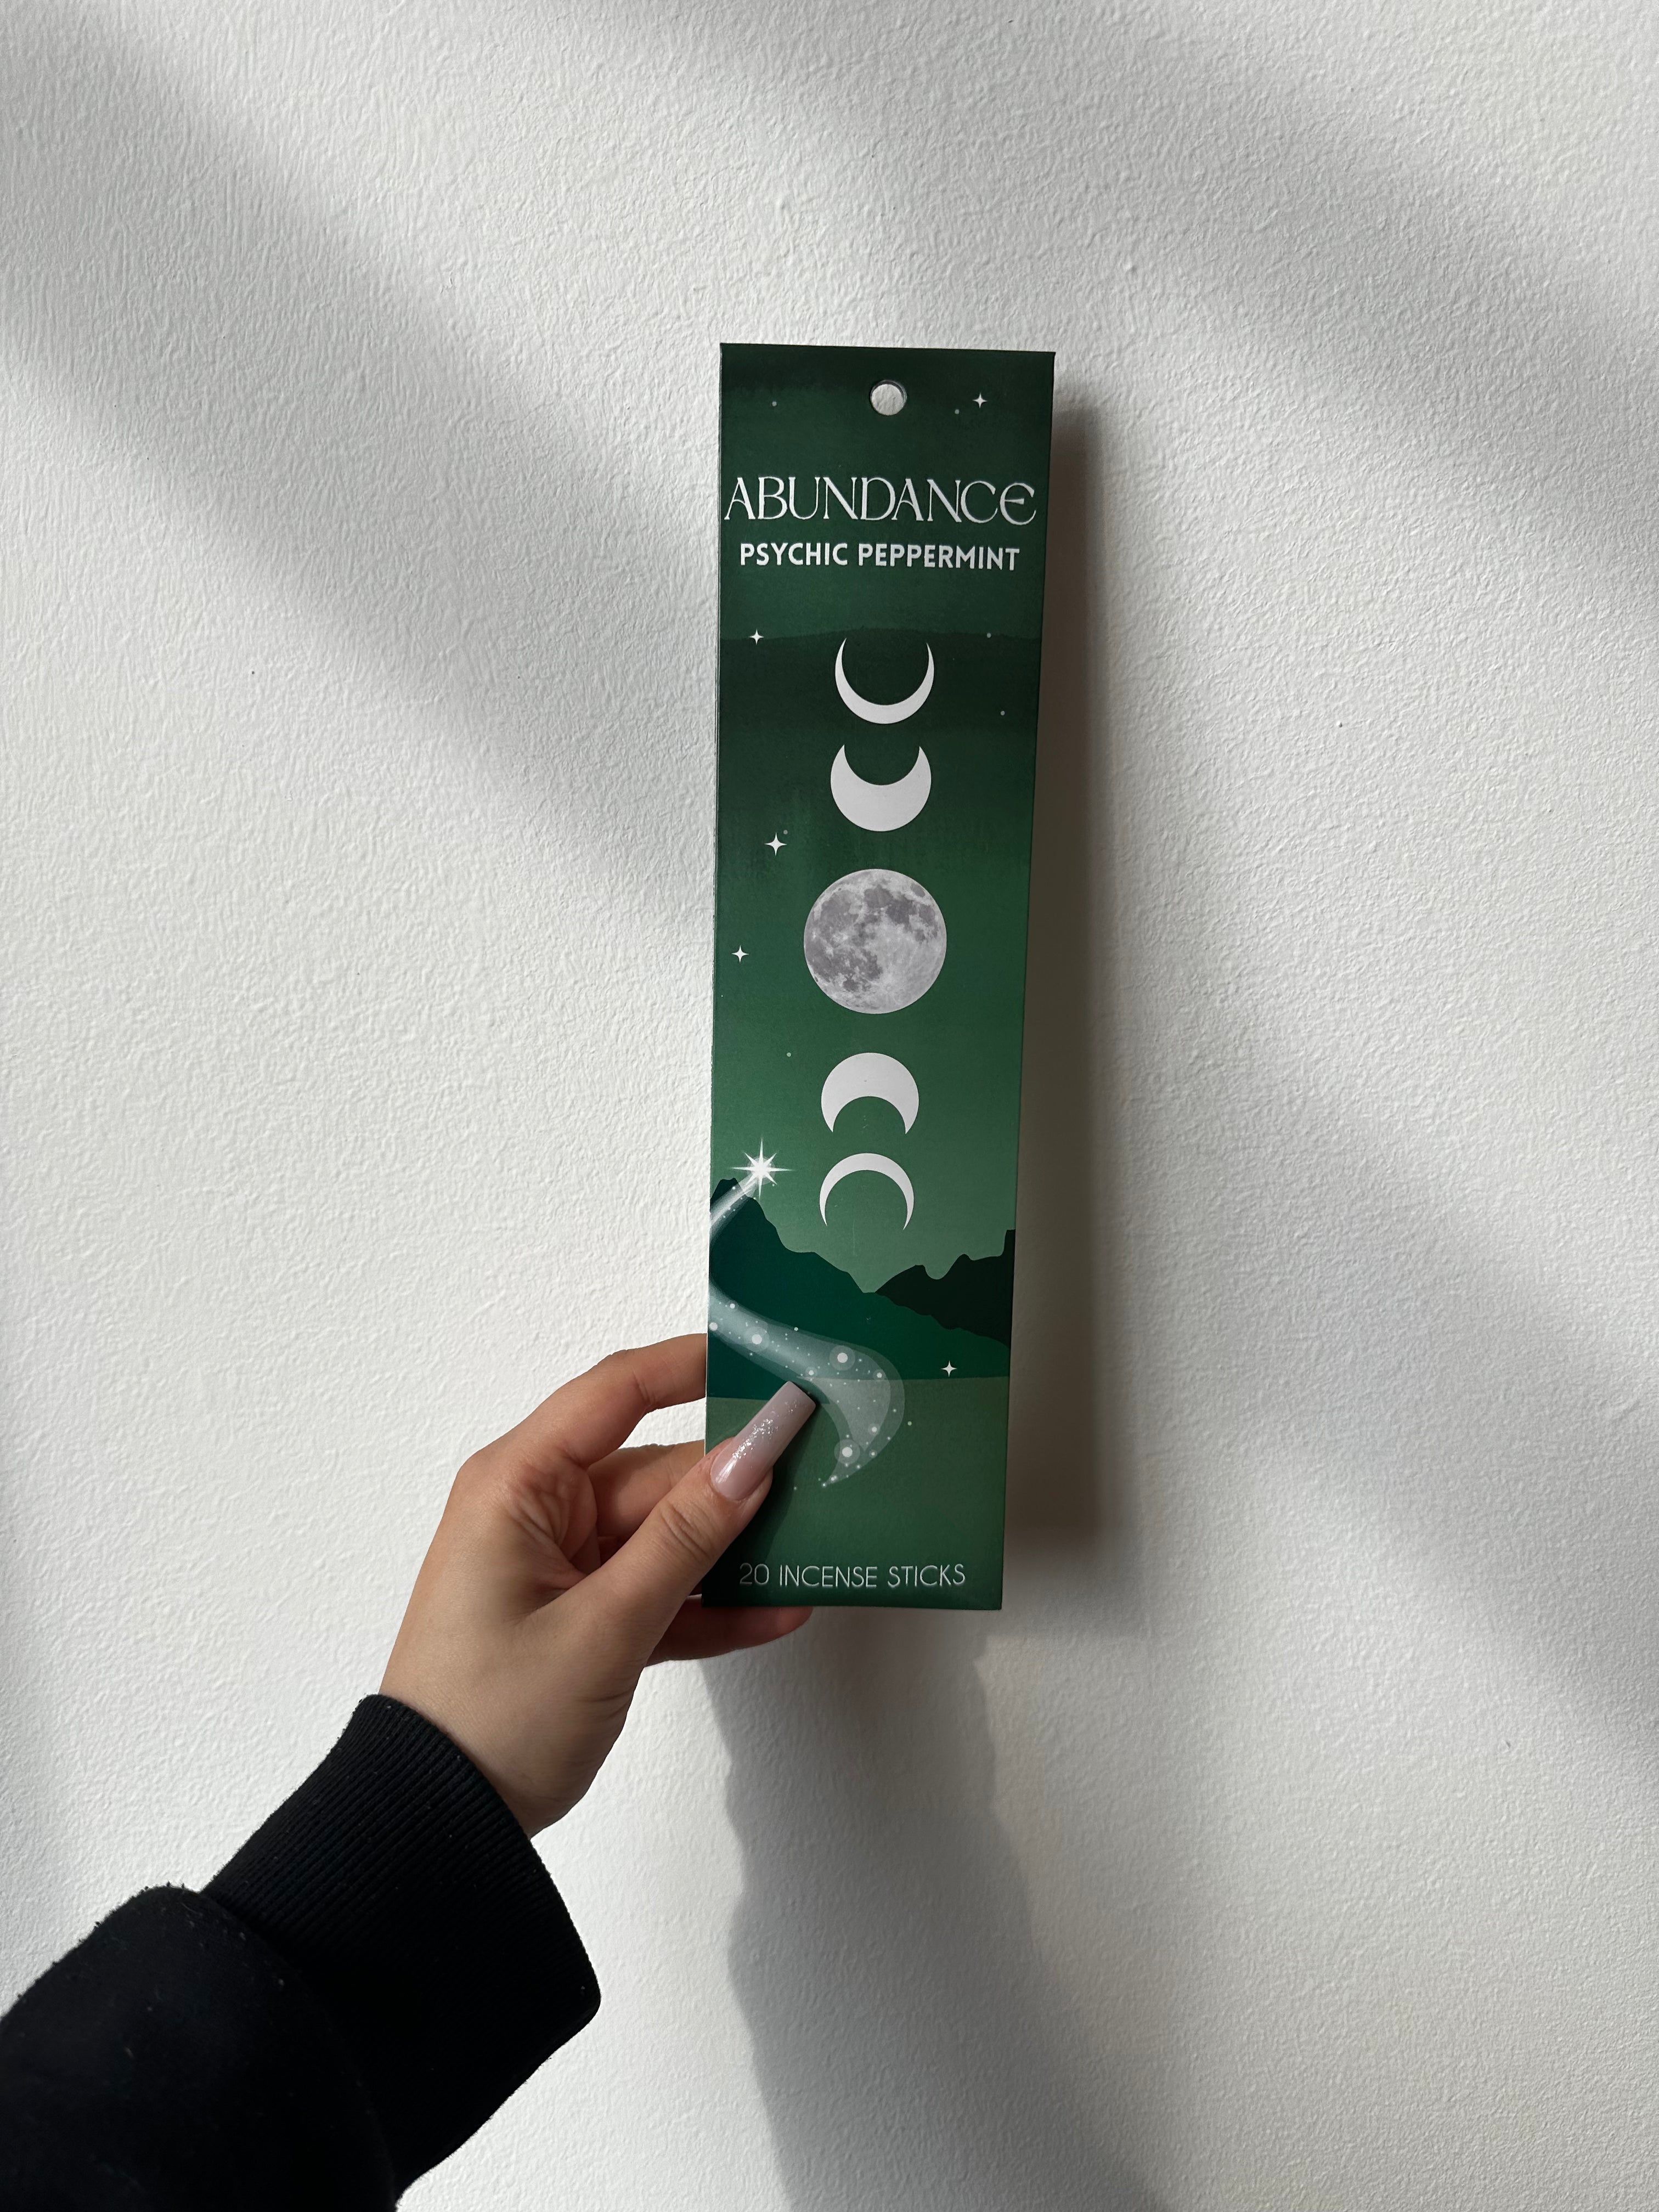 ABUNDANCE
PSYCHIC PEPPERMINT
20 INCENSE STICKS